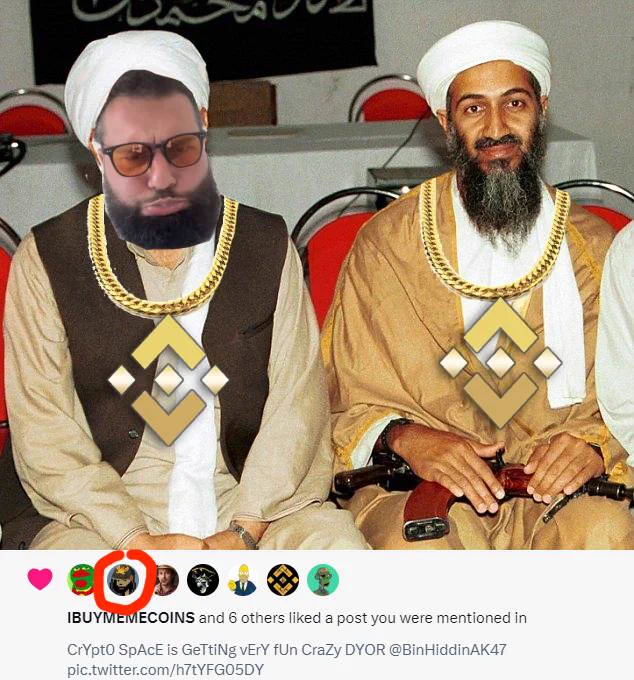 IBUYMEMECOINS and 6 others liked a post you were mentioned in
CrYpt0 SpAcE is GeTtiNg vErY fUn CraZy DYOR @BinHiddinAK47
pic.twitter.com/h7tYFG05DY